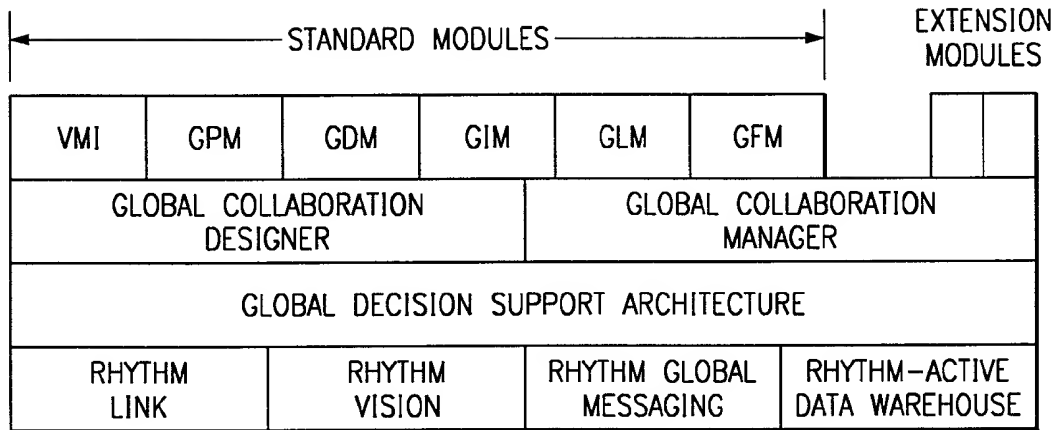 STANDARD MODULES
EXTENSION
MODULES
VMI
GPM
GDM
GIM
GLM
GFM
GLOBAL COLLABORATION
DESIGNER
GLOBAL COLLABORATION
MANAGER
GLOBAL DECISION SUPPORT ARCHITECTURE
RHYTHM
LINK
RHYTHM
VISION
RHYTHM GLOBAL
MESSAGING
RHYTHM-ACTIVE
DATA WAREHOUSE